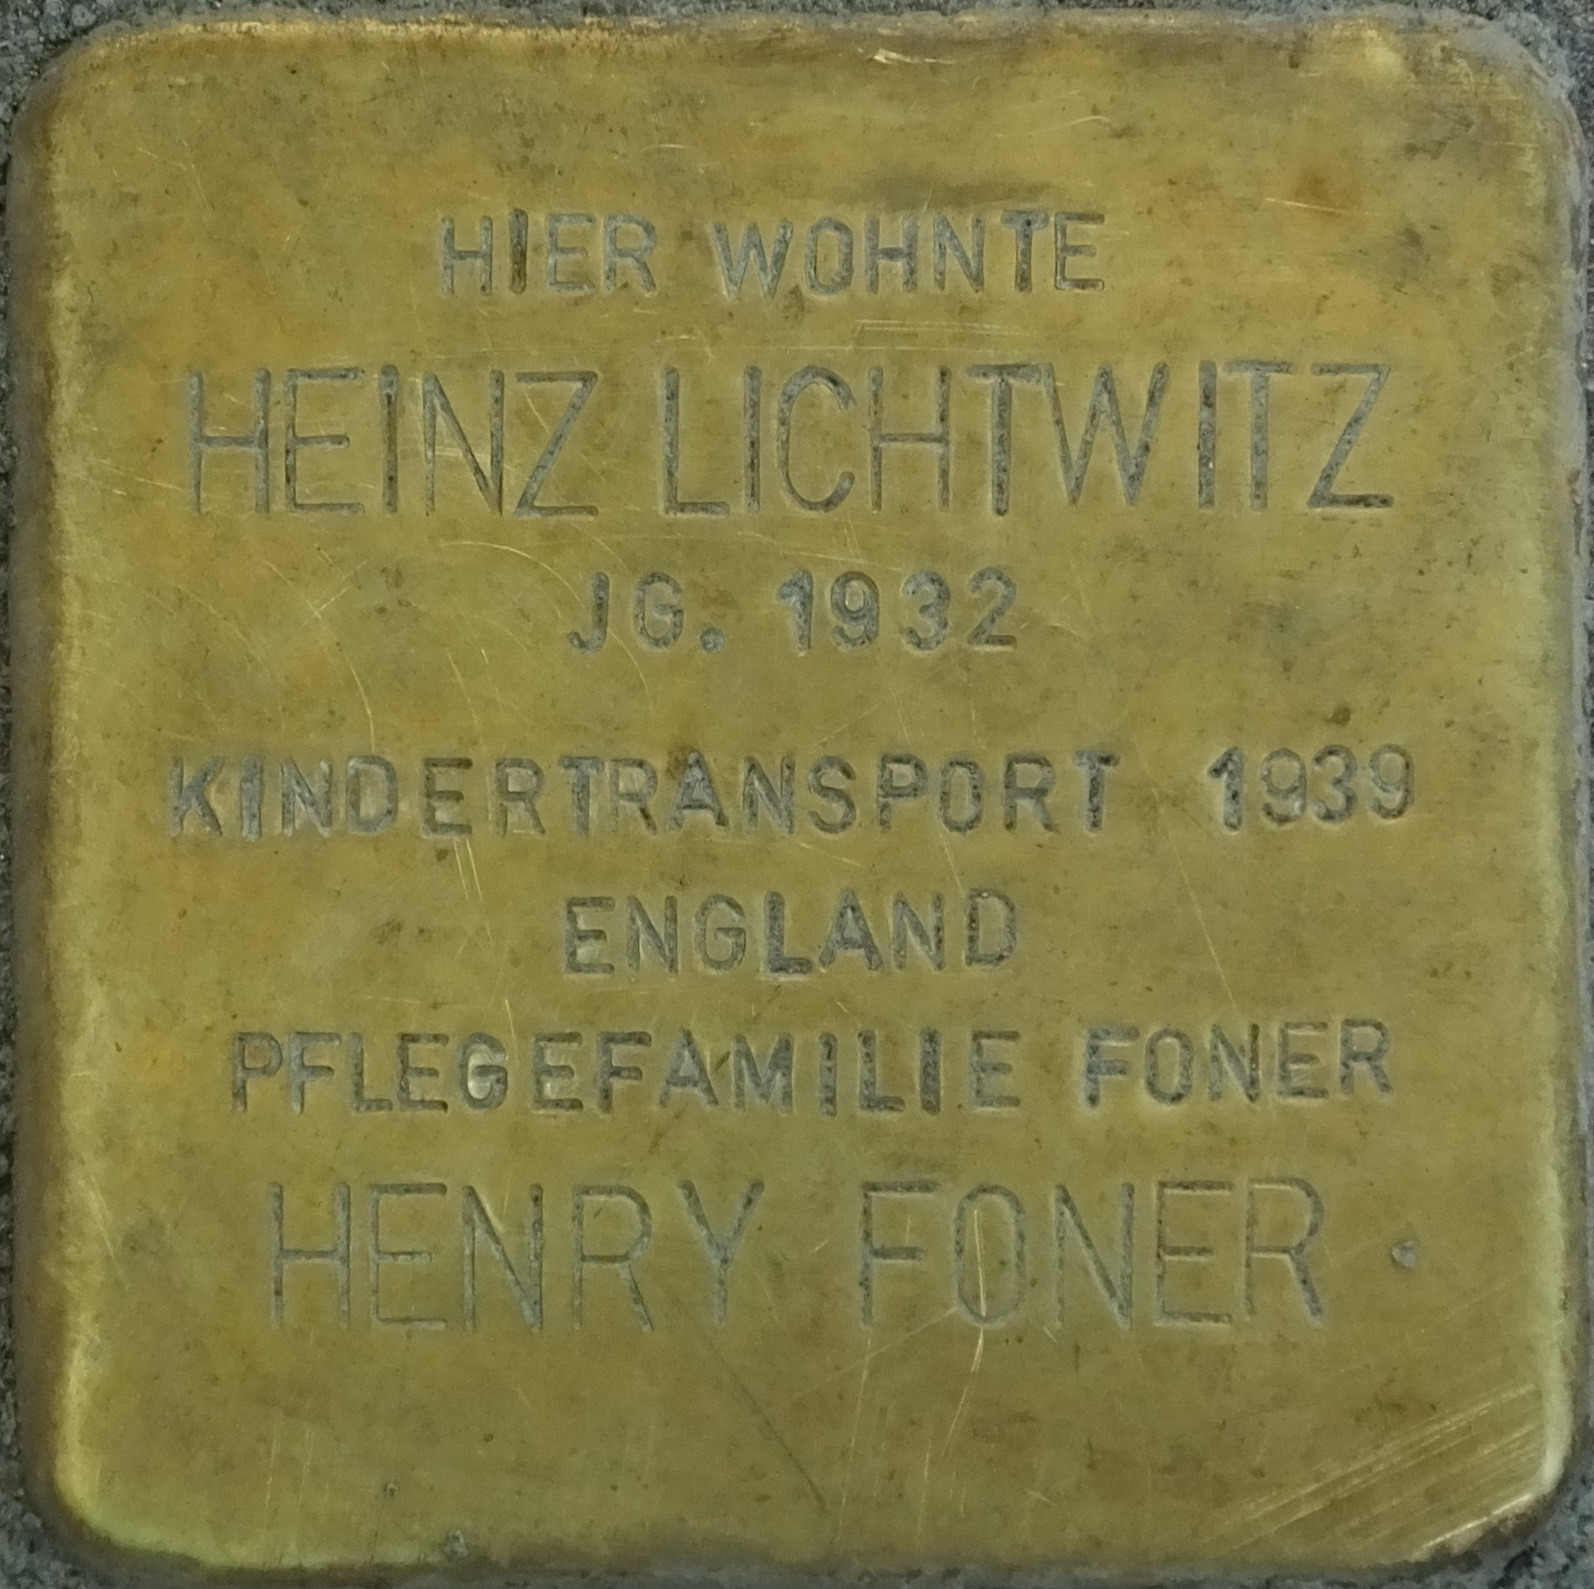 HIER WOHNTE
HEINZ LICHTWITZ
JG. 1932
KINDERTRANSPORT 1939
ENGLAND
PFLEGEFAMILIE FONER
HENRY FONER